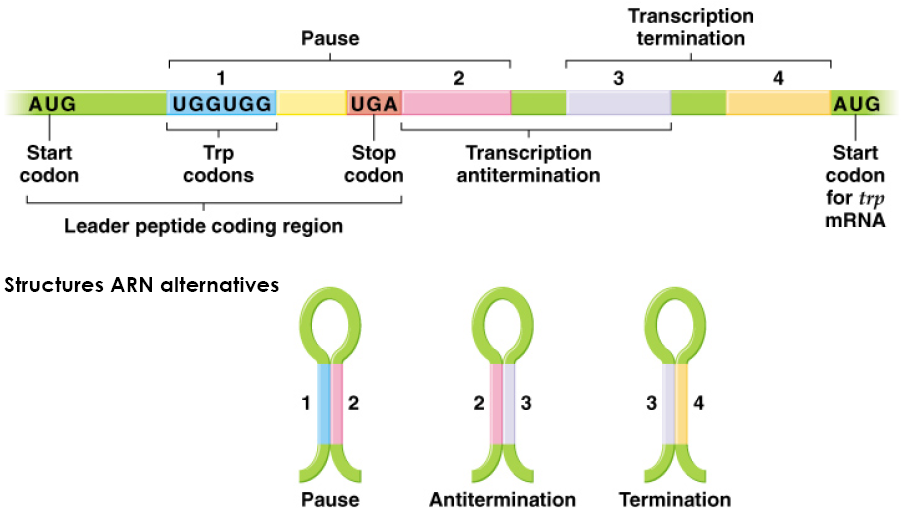 Pause
Transcription
termination
1
2
3
4
AUG
UGGUGG
UGA
AUG
Start
codon
Trp
codons
Stop
codon
Transcription
antitermination
Start
codon
for trp
mRNA
Leader peptide coding region
Structures ARN alternatives
1
2
2
3
3
4
Pause
Antitermination
Termination